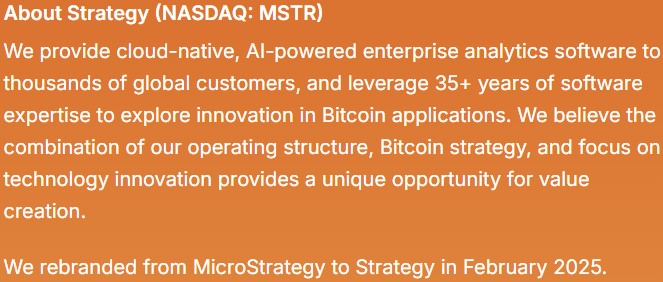 About Strategy (NASDAQ: MSTR)
We provide cloud-native, AI-powered enterprise analytics software to
thousands of global customers, and leverage 35+ years of software
expertise to explore innovation in Bitcoin applications. We believe the
combination of our operating structure, Bitcoin strategy, and focus on
technology innovation provides a unique opportunity for value
creation.
We rebranded from MicroStrategy to Strategy in February 2025.